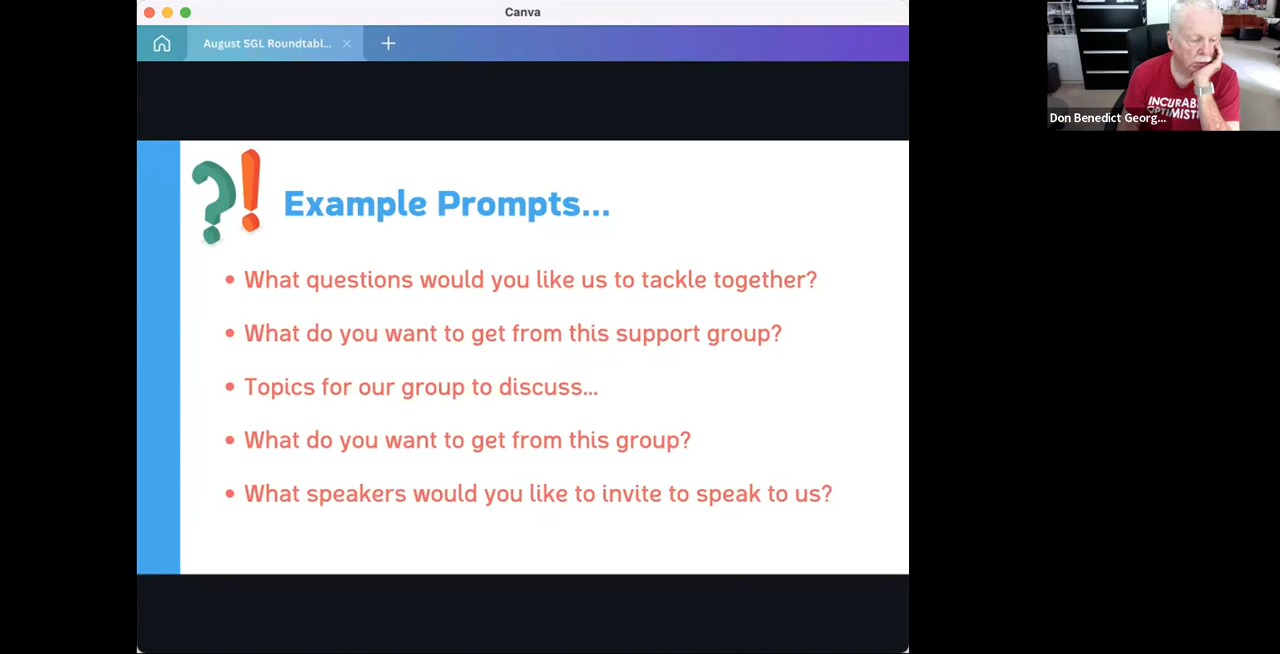 Canva
August SGL Roundtabl...
Example Prompts...
• What questions would you like us to tackle together?
• What do you want to get from this support group?
• Topics for our group to discuss...
• What do you want to get from this group?
• What speakers would you like to invite to speak to us?
INCURAB
OPTIMIST
Don Benedict Georg...